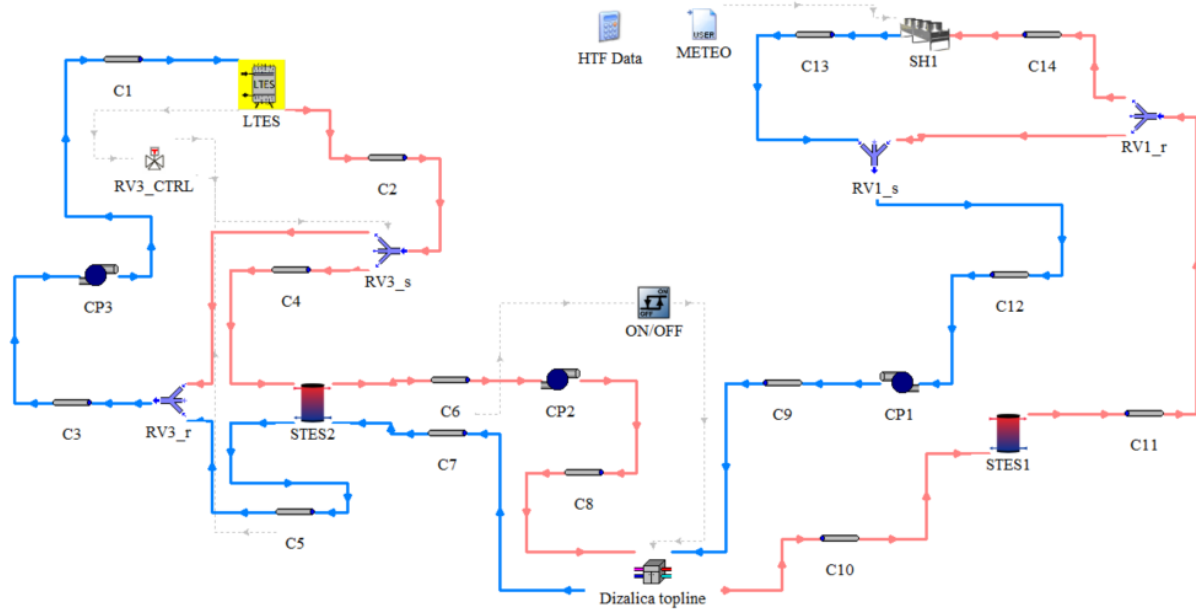 HTF Data
USER
METEO
C13
SH1
C14
C1
LTES
LTES
RV1_r
RV3_CTRL
C2
RV1_s
CP3
C4
RV3_s
ON
OFF
ON/OFF
C12
C3
RV3_r
STES2
C6
CP2
C9
CP1
C7
STES1
C11
C8
C5
C10
Dizalica topline